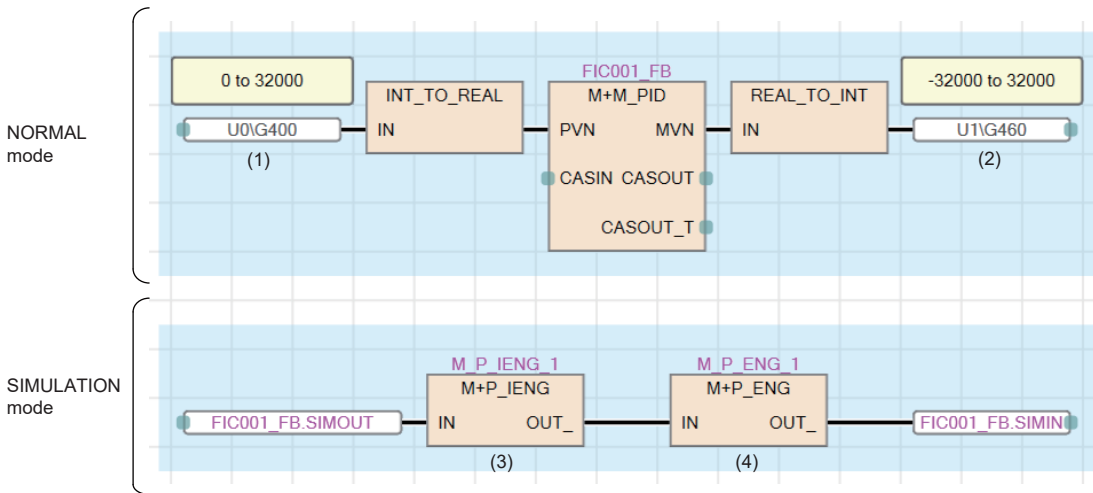 NORMAL
mode
0 to 32000
FIC001_FB
-32000 to 32000
INT_TO_REAL
M+M_PID
REAL_TO_INT
U0\G400
IN
PVN
MVN
IN
U1\G460
(1)
(2)
CASIN
CASOUT
CASOUT_T
SIMULATION
mode
M_P_IENG_1
M_P_ENG_1
M+P_IENG
M+P_ENG
FIC001_FB.SIMOUT
IN
OUT_
IN
OUT_
FIC001_FB.SIMIN
(3)
(4)